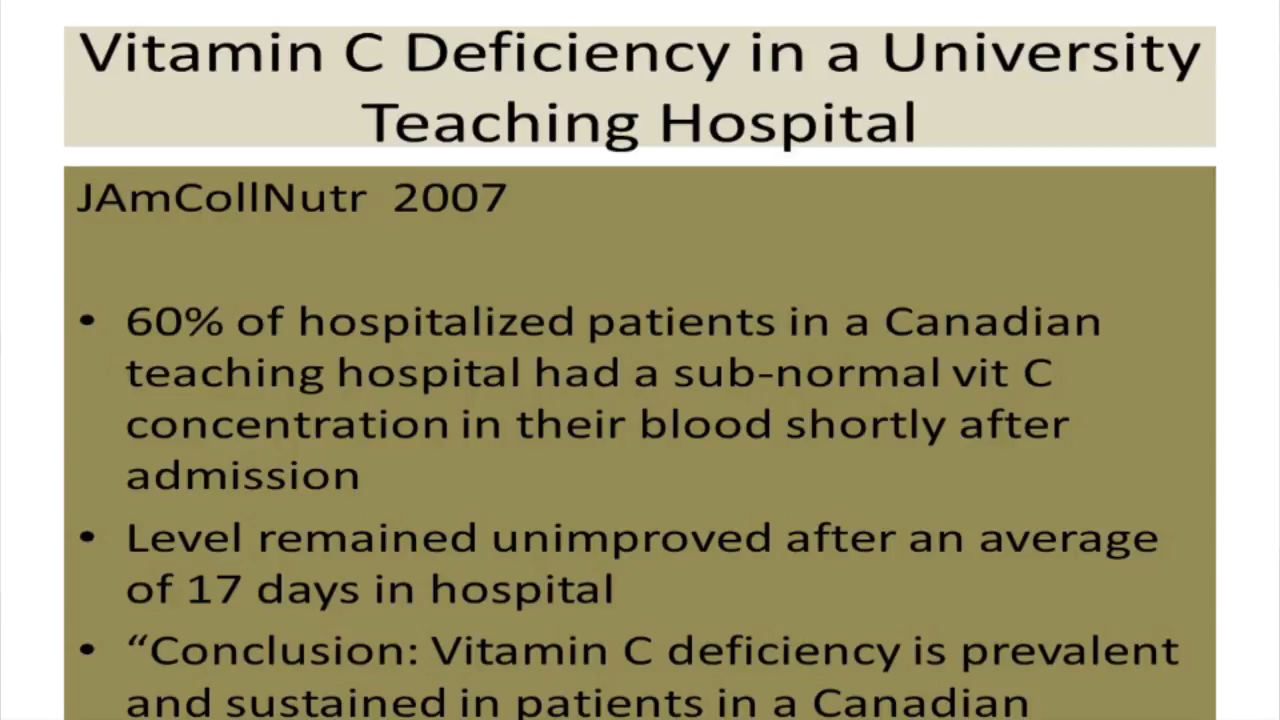 Vitamin C Deficiency in a University
Teaching Hospital
JAmCollNutr 2007
• 60% of hospitalized patients in a Canadian
teaching hospital had a sub-normal vit C
concentration in their blood shortly after
admission
• Level remained unimproved after an average
of 17 days in hospital
• “Conclusion: Vitamin C deficiency is prevalent
and sustained in patients in a Canadian